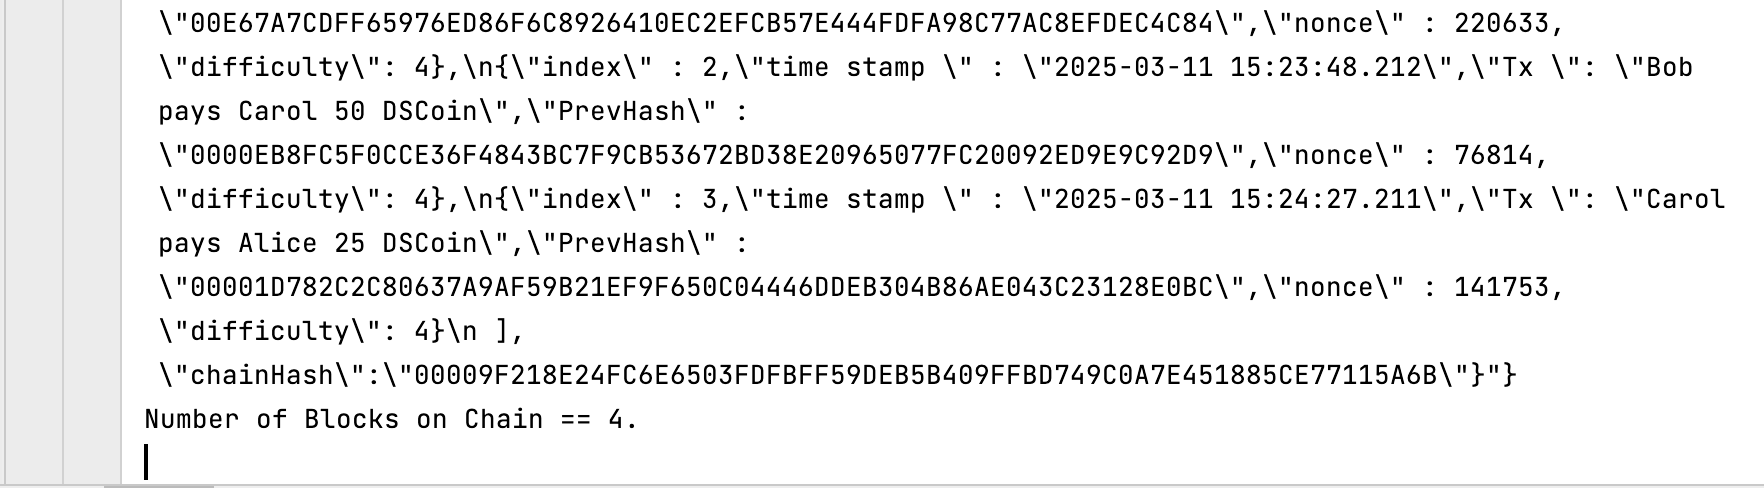 \"00E67A7CDFF65976ED86F6C8926410EC2EFCB57E444FDFA98C77AC8EFDEC4C84\",\"nonce\" : 220633,
\"difficulty\": 4},\n{\"index\" : 2,\"time stamp \" : \"2025-03-11 15:23:48.212\",\"Tx \": \"Bob
pays Carol 50 DSCoin\",\"PrevHash\" :
\"0000EB8FC5F0CCE36F4843BC7F9CB53672BD38E20965077FC20092ED9E9C92D9\",\"nonce\" : 76814,
\"difficulty\": 4},\n{\"index\" : 3,\"time stamp \" : \"2025-03-11 15:24:27.211\",\"Tx \": \"Carol
pays Alice 25 DSCoin\",\"PrevHash\" :
\"00001D782C2C80637A9AF59B21EF9F650C04446DDEB304B86AE043C23128E0BC\",\"nonce\" : 141753,
\"difficulty\": 4}\n ],
\"chainHash\":\"00009F218E24FC6E6503FDFBFF59DEB5B409FFBD749C0A7E451885CE77115A6B\"}"}
Number of Blocks on Chain == 4.